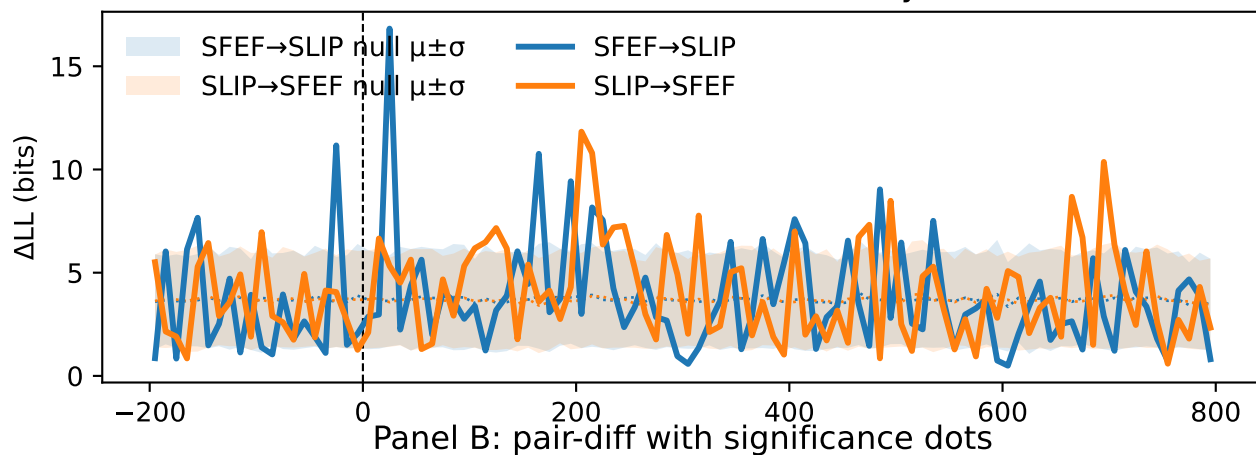 SFEF→SLIP null μ±σ
SLIP→SFEF null μ±σ
SFEF→SLIP
SLIP→SFEF
ΔLL (bits)
15
10
5
0
−200 0 200 400 600 800
Panel B: pair-diff with significance dots